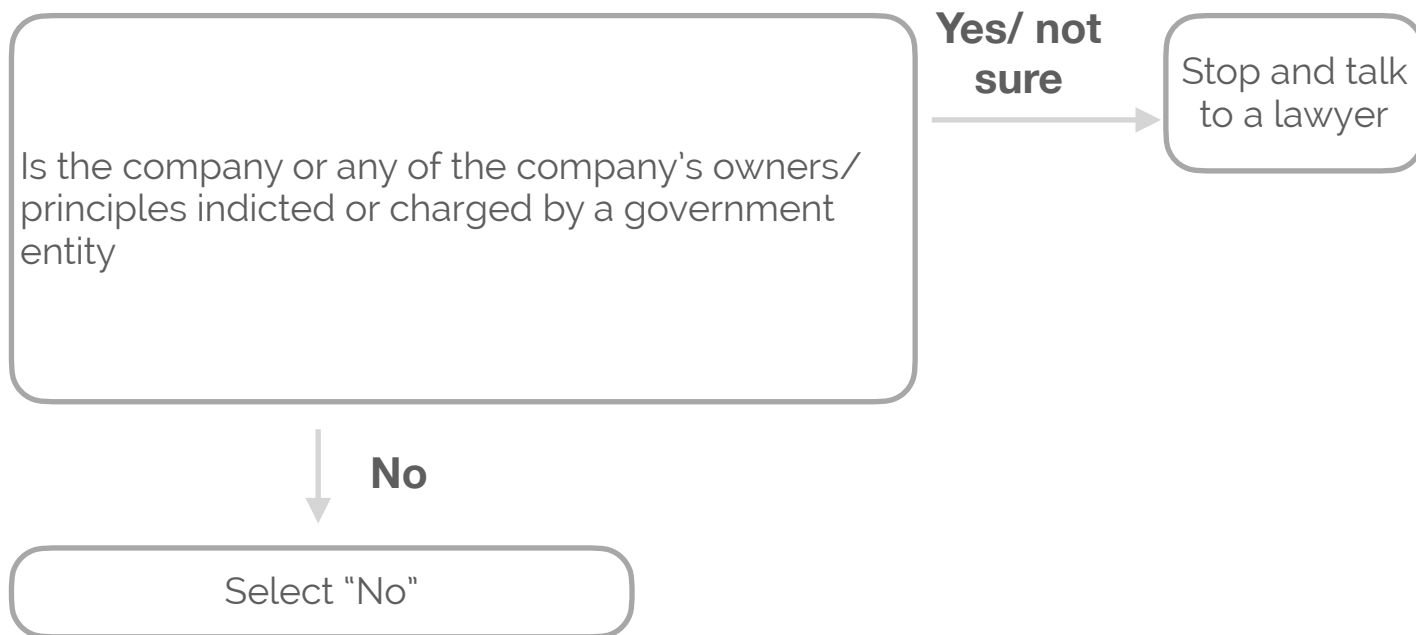 Yes/ not
sure
Stop and talk
to a lawyer
Is the company or any of the company's owners/
principles indicted or charged by a government
entity
No
Select “No”